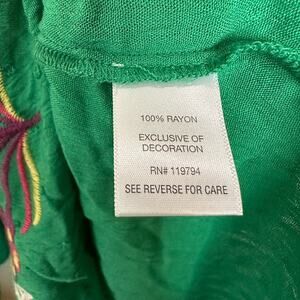 100% RAYON
EXCLUSIVE OF
DECORATION
RN# 119794
SEE REVERSE FOR CARE